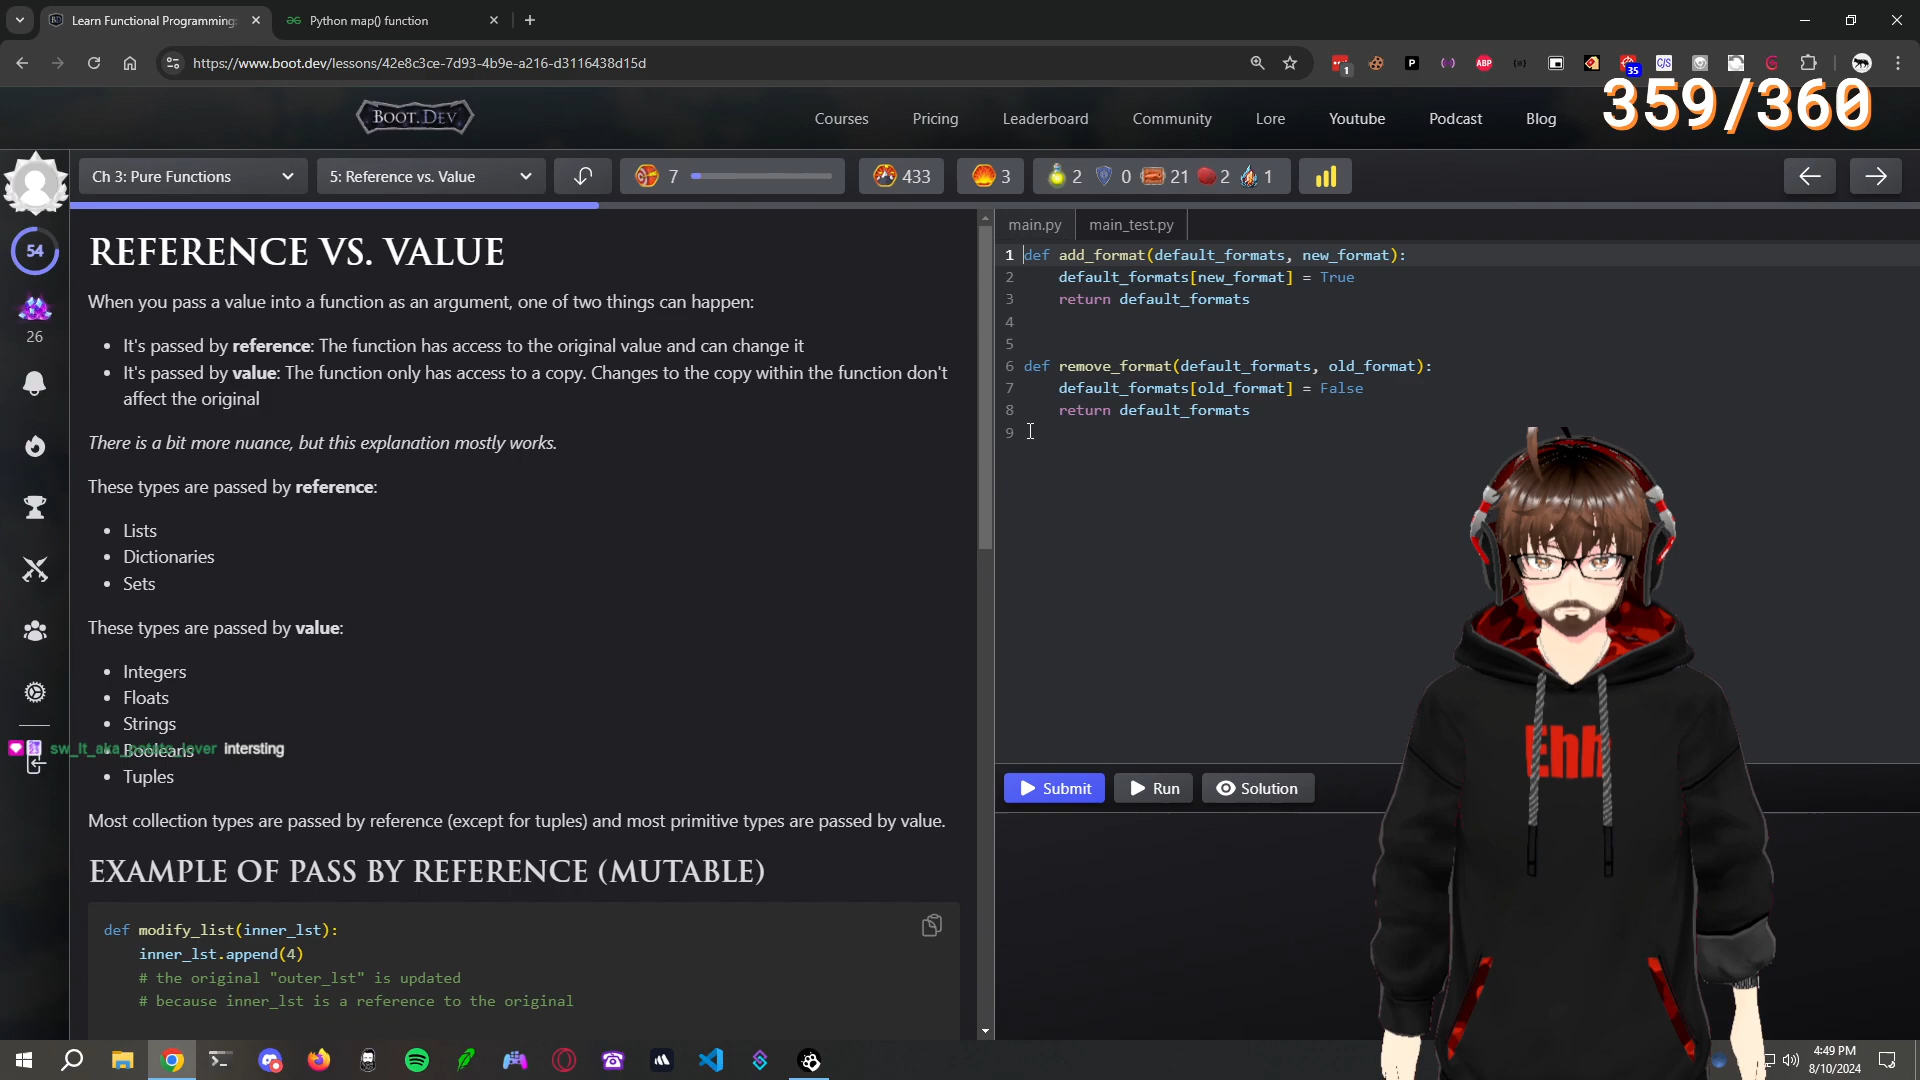 Learn Functional Programming:
Python map() function
https://www.boot.dev/lessons/42e8c3ce-7d93-4b9e-a216-d3116438d15d
1
P
ABP
35
C/S
359/360
BOOT.DEV
Courses
Pricing
Leaderboard
Community
Lore
Youtube
Podcast
Blog
Ch 3: Pure Functions
5: Reference vs. Value
7
433
3
2
0
21
2
1
54
26
REFERENCE VS. VALUE
When you pass a value into a function as an argument, one of two things can happen:
• It's passed by reference: The function has access to the original value and can change it
• It's passed by value: The function only has access to a copy. Changes to the copy within the function don't
affect the original
There is a bit more nuance, but this explanation mostly works.
These types are passed by reference:
• Lists
• Dictionaries
• Sets
These types are passed by value:
• Integers
• Floats
• Strings
• Booleans
sw_lt_aka_potato_lover intersting
• Tuples
Most collection types are passed by reference (except for tuples) and most primitive types are passed by value.
EXAMPLE OF PASS BY REFERENCE (MUTABLE)
def modify_list(inner_lst):
inner_lst.append(4)
# the original "outer_lst" is updated
# because inner_lst is a reference to the original
main.py
main_test.py
1 def add_format(default_formats, new_format):
2 default_formats[new_format] = True
3 return default_formats
4
5
6 def remove_format(default_formats, old_format):
7 default_formats[old_format] = False
8 return default_formats
9
Submit
Run
Solution
Ehh
4:49 PM
8/10/2024